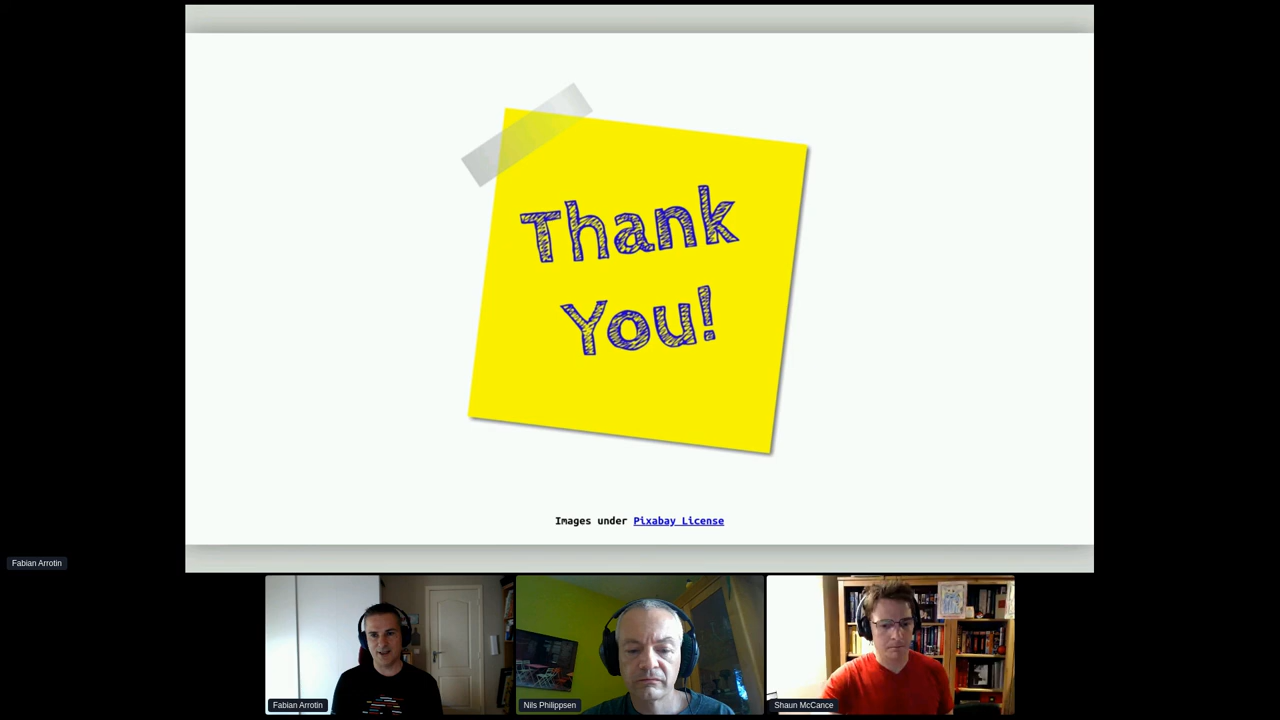 Thank
You!
Images under Pixabay License
Fabian Arrotin
Fabian Arrotin
Nils Philippsen
Shaun McCance